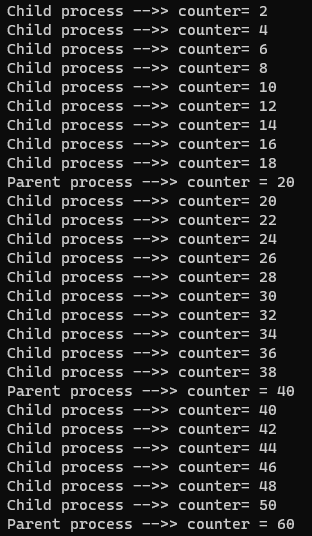 Child process -->> counter= 2
Child process -->> counter= 4
Child process -->> counter= 6
Child process -->> counter= 8
Child process -->> counter= 10
Child process -->> counter= 12
Child process -->> counter= 14
Child process -->> counter= 16
Child process -->> counter= 18
Parent process -->> counter = 20
Child process -->> counter= 20
Child process -->> counter= 22
Child process -->> counter= 24
Child process -->> counter= 26
Child process -->> counter= 28
Child process -->> counter= 30
Child process -->> counter= 32
Child process -->> counter= 34
Child process -->> counter= 36
Child process -->> counter= 38
Parent process -->> counter = 40
Child process -->> counter= 40
Child process -->> counter= 42
Child process -->> counter= 44
Child process -->> counter= 46
Child process -->> counter= 48
Child process -->> counter= 50
Parent process -->> counter = 60